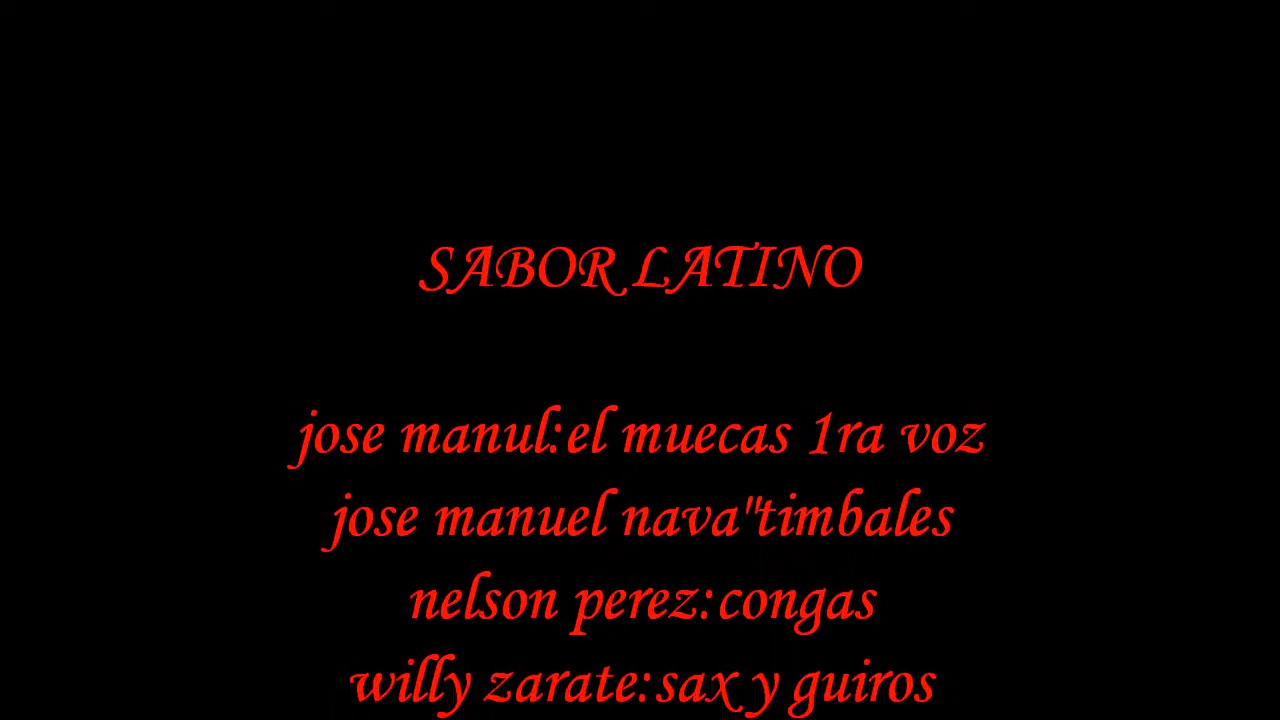 SABOR LATINO
jose manul:el muecas 1ra voz
jose manuel nava"timbales
nelson perez:congas
willy zarate:sax y guiros